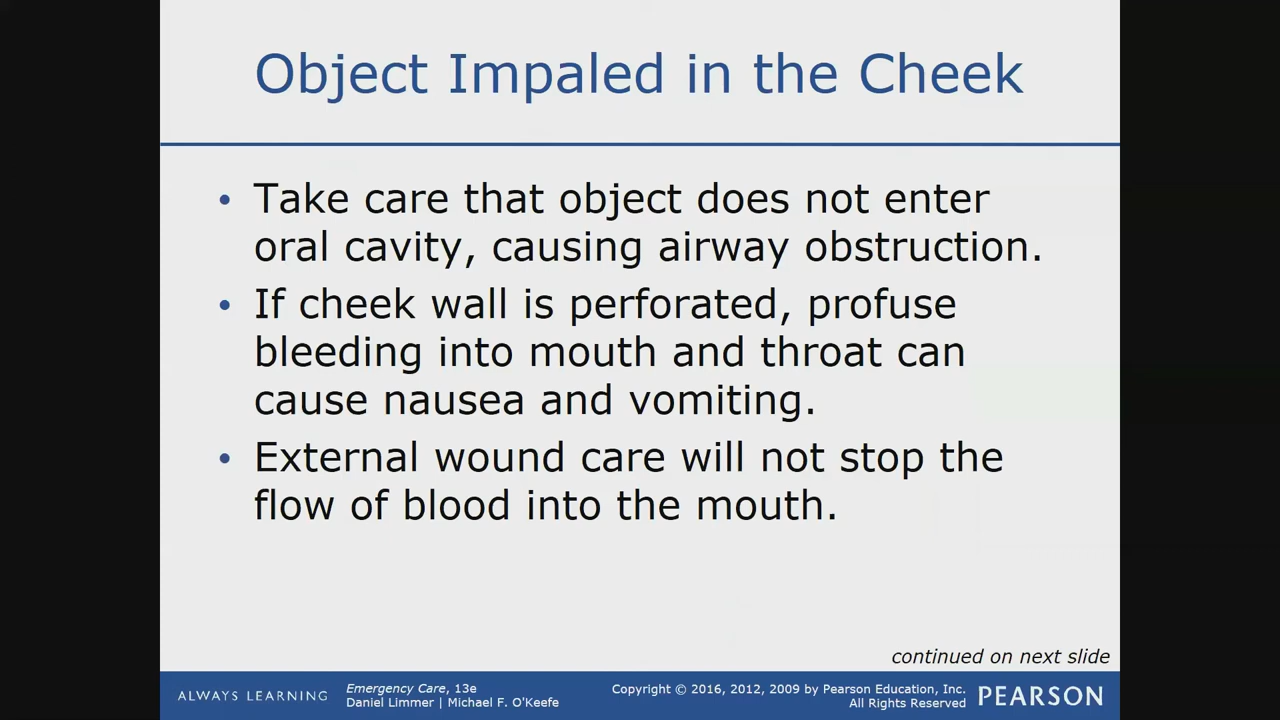 Object Impaled in the Cheek
• Take care that object does not enter
oral cavity, causing airway obstruction.
• If cheek wall is perforated, profuse
bleeding into mouth and throat can
cause nausea and vomiting.
• External wound care will not stop the
flow of blood into the mouth.
continued on next slide
ALWAYS LEARNING
Emergency Care, 13e
Daniel Limmer | Michael F. O'Keefe
Copyright © 2016, 2012, 2009 by Pearson Education, Inc.
All Rights Reserved
PEARSON